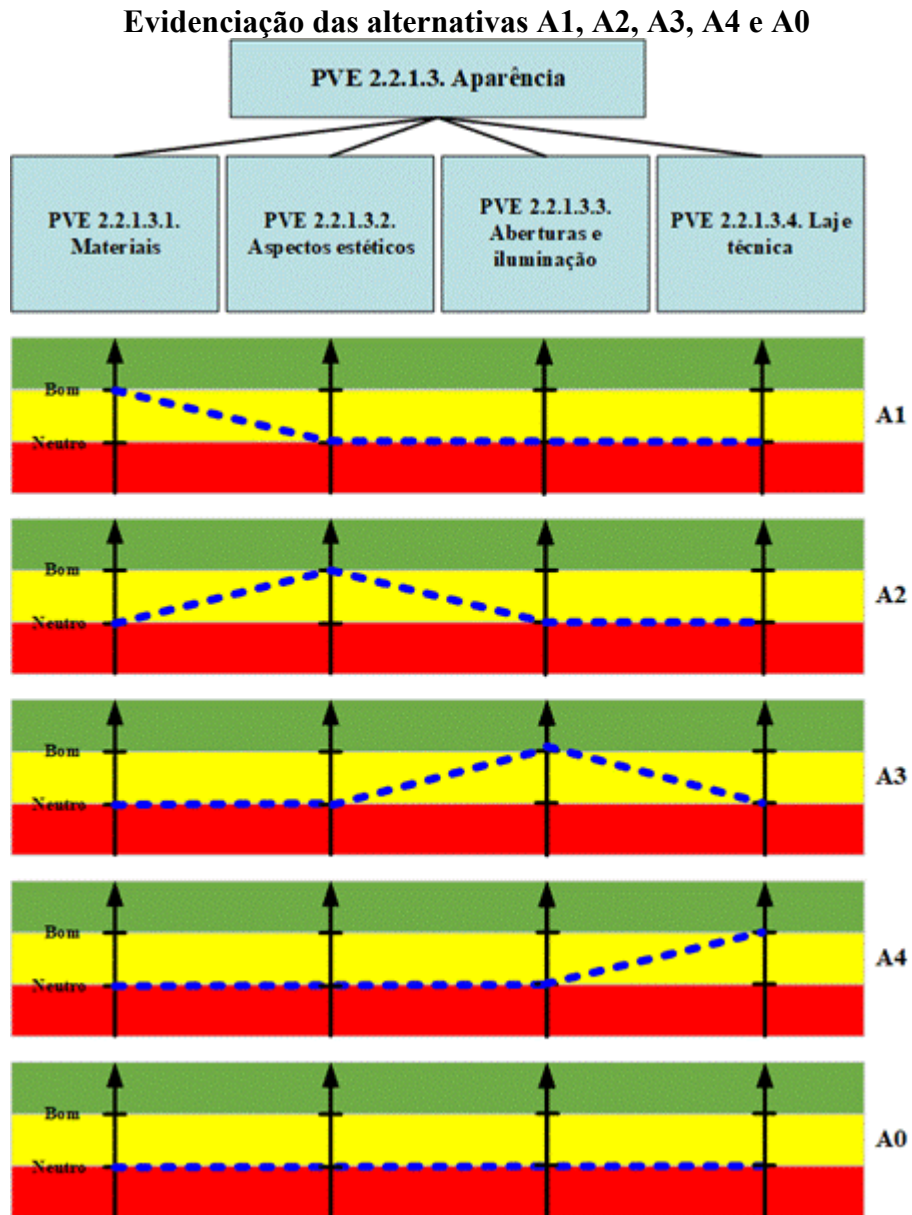 Evidenciação das alternativas A1, A2, A3, A4 e A0
PVE 2.2.1.3. Aparência
PVE 2.2.1.3.1.
Materiais
PVE 2.2.1.3.2.
Aspectos estéticos
PVE 2.2.1.3.3.
Aberturas e
iluminação
PVE 2.2.1.3.4. Laje
técnica
Bom
Neutro
A1
Bom
Neutro
A2
Bom
Neutro
A3
Bom
Neutro
A4
Bom
Neutro
A0